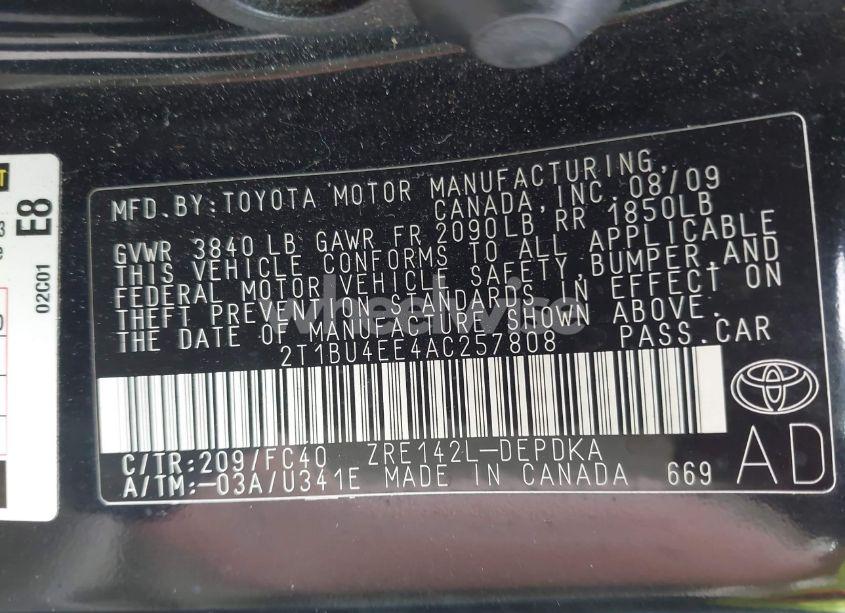 T
3
e
0
E8
02C01
MFD.BY:TOYOTA MOTOR MANUFACTURING,
CANADA, INC. 08/09
GVWR 3840 LB GAWR FR 2090LB RR 1850LB
THIS VEHICLE CONFORMS TO ALL APPLICABLE
FEDERAL MOTOR VEHICLE SAFETY,BUMPER,AND
THEFT PREVENTION STANDARDS IN EFFECT ON
THE DATE OF MANUFACTURE SHOWN ABOVE.
2T1BU4EE4AC257808 PASS.CAR
C/TR:209/FC40 ZRE142L-DEPDKA
A/TM:-03A/U341E MADE IN CANADA 669
AD
wheelwise